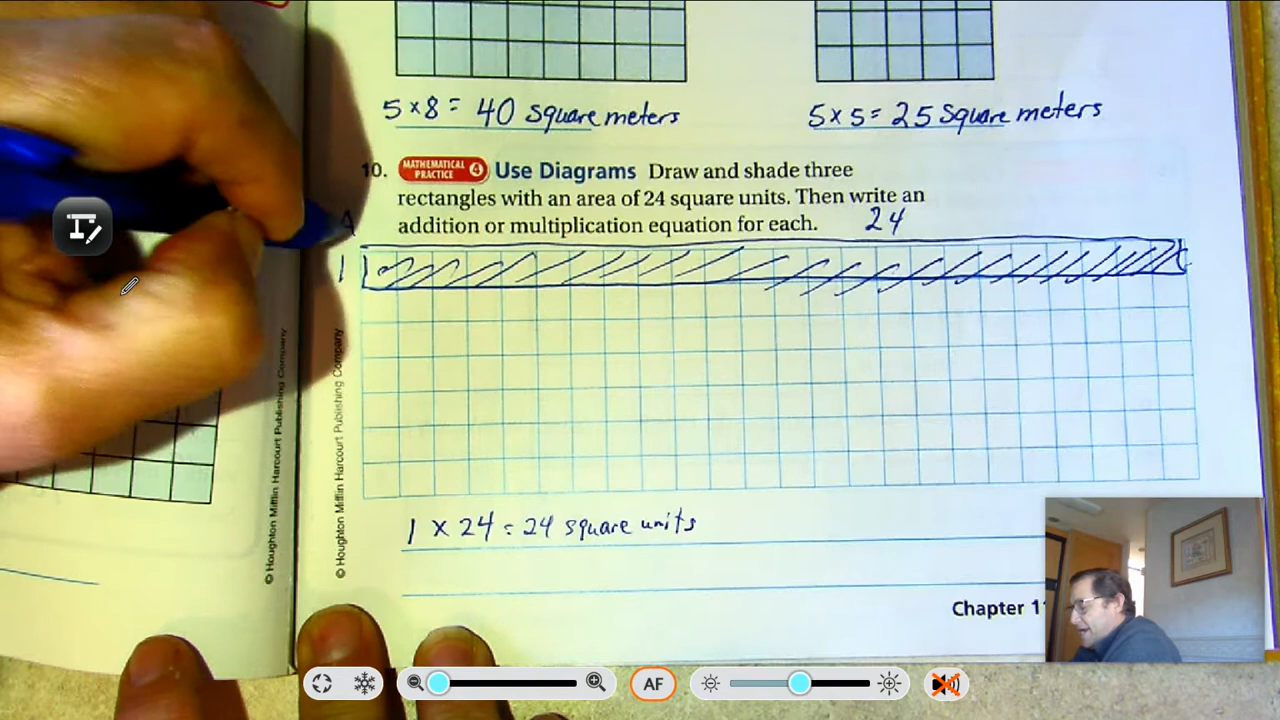 5 × 8 = 40 square meters
5 × 5 = 25 square meters
10. MATHEMATICAL PRACTICE 4 Use Diagrams Draw and shade three
rectangles with an area of 24 square units. Then write an
addition or multiplication equation for each.
24
1
1 × 24 = 24 square units
Chapter 11
© Houghton Mifflin Harcourt Publishing Company
© Houghton Mifflin Harcourt Publishing Company
AF